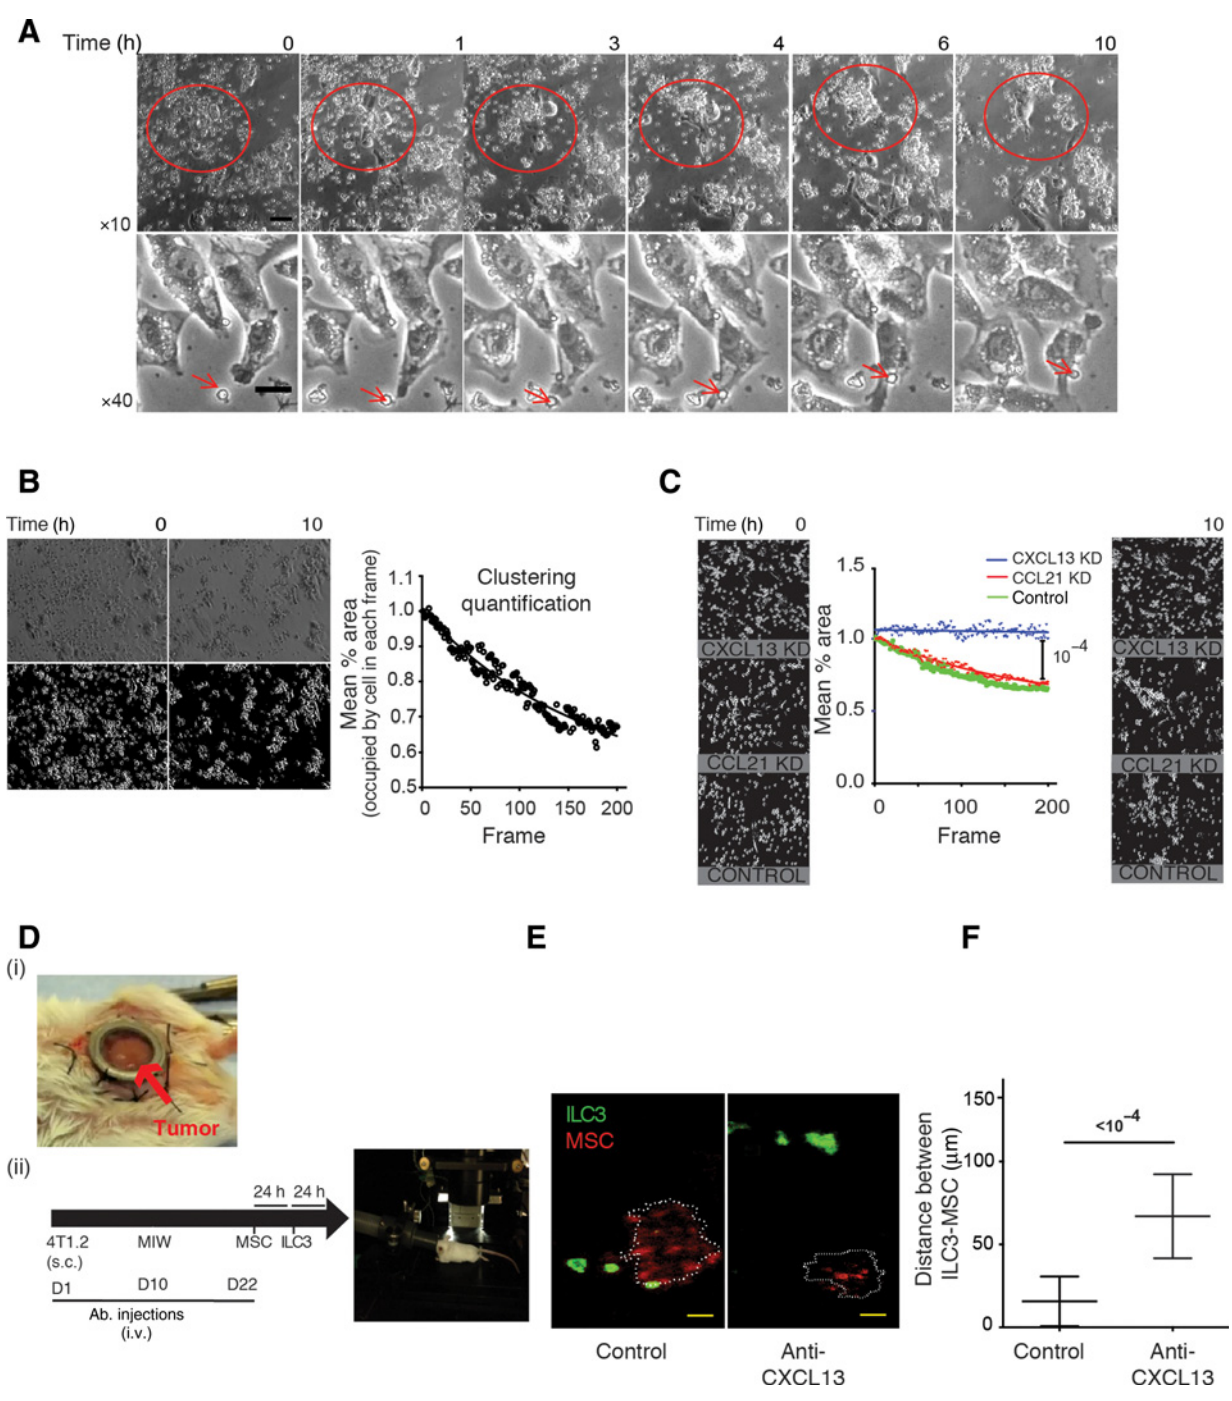 A
Time (h) 0 1 3 4 6 10
×10
×40
B
Time (h) 0 10
Mean % area
(occupied by cell in each frame)
1.1
1.0
0.9
0.8
0.7
0.6
0.5
Clustering
quantification
0 50 100 150 200
Frame
C
Time (h) 0
CXCL13 KD
CCL21 KD
CONTROL
Mean % area
1.5
1.0
0.5
0.0
CXCL13 KD
CCL21 KD
Control
10⁻⁴
0 100 200
Frame
10
CXCL13 KD
CCL21 KD
CONTROL
D
(i)
Tumor
(ii)
24 h 24 h
4T1.2 MIW MSC ILC3
(s.c.)
D1 D10 D22
Ab. injections
(i.v.)
E
ILC3
MSC
Control
Anti-
CXCL13
F
Distance between
ILC3-MSC (μm)
150
100
50
0
<10⁻⁴
Control
Anti-
CXCL13